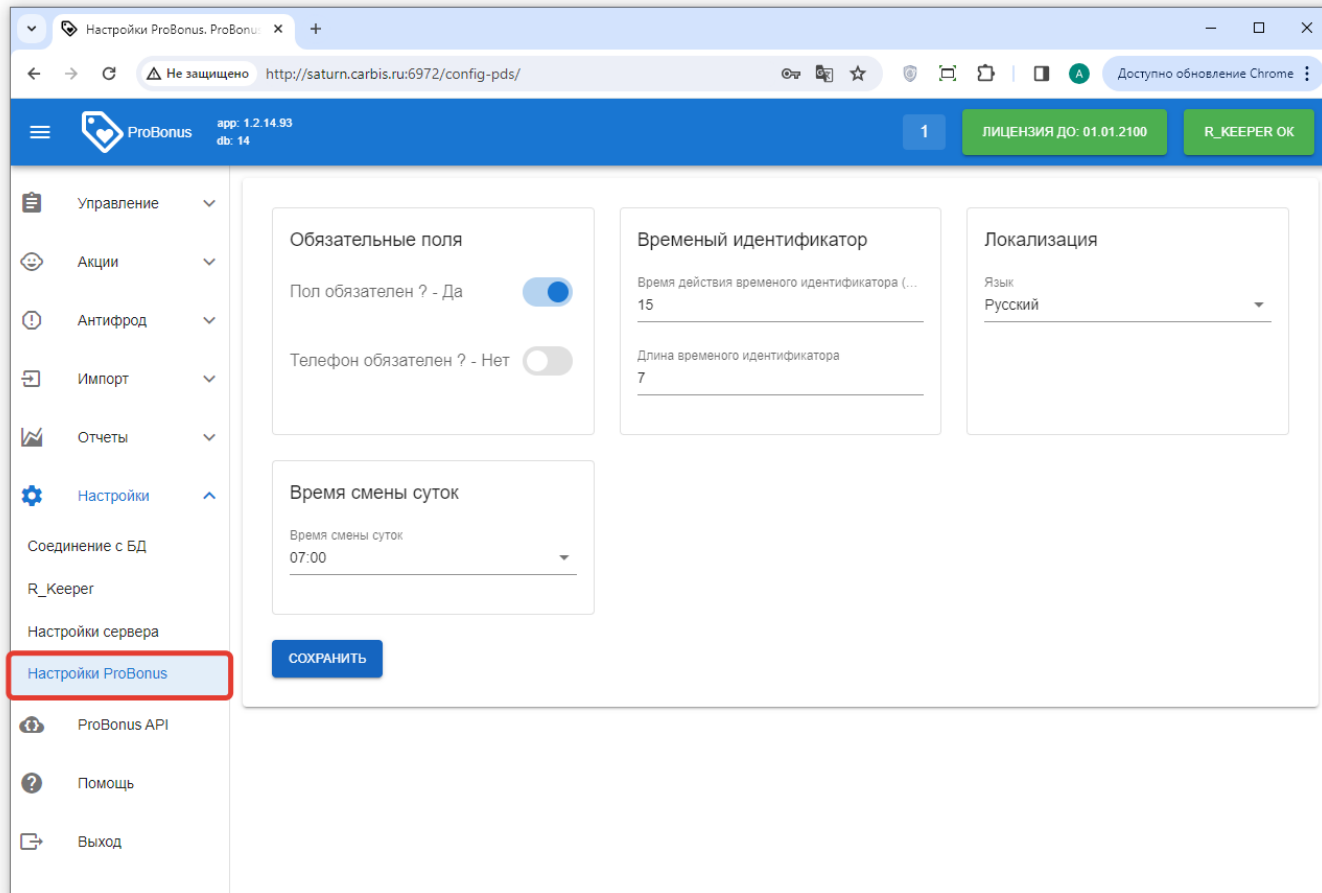 Настройки ProBonus. ProBonu
Не защищено http://saturn.carbis.ru:6972/config-pds/
A
Доступно обновление Chrome
ProBonus
app: 1.2.14.93
db: 14
1
ЛИЦЕНЗИЯ ДО: 01.01.2100
R_KEEPER OK
Управление
Акции
Антифрод
Импорт
Отчеты
Настройки
Соединение с БД
R_Keeper
Настройки сервера
Настройки ProBonus
ProBonus API
Помощь
Выход
Обязательные поля
Пол обязателен ? - Да
Телефон обязателен ? - Нет
Временый идентификатор
Время действия временого идентификатора (...
15
Длина временого идентификатора
7
Локализация
Язык
Русский
Время смены суток
Время смены суток
07:00
СОХРАНИТЬ